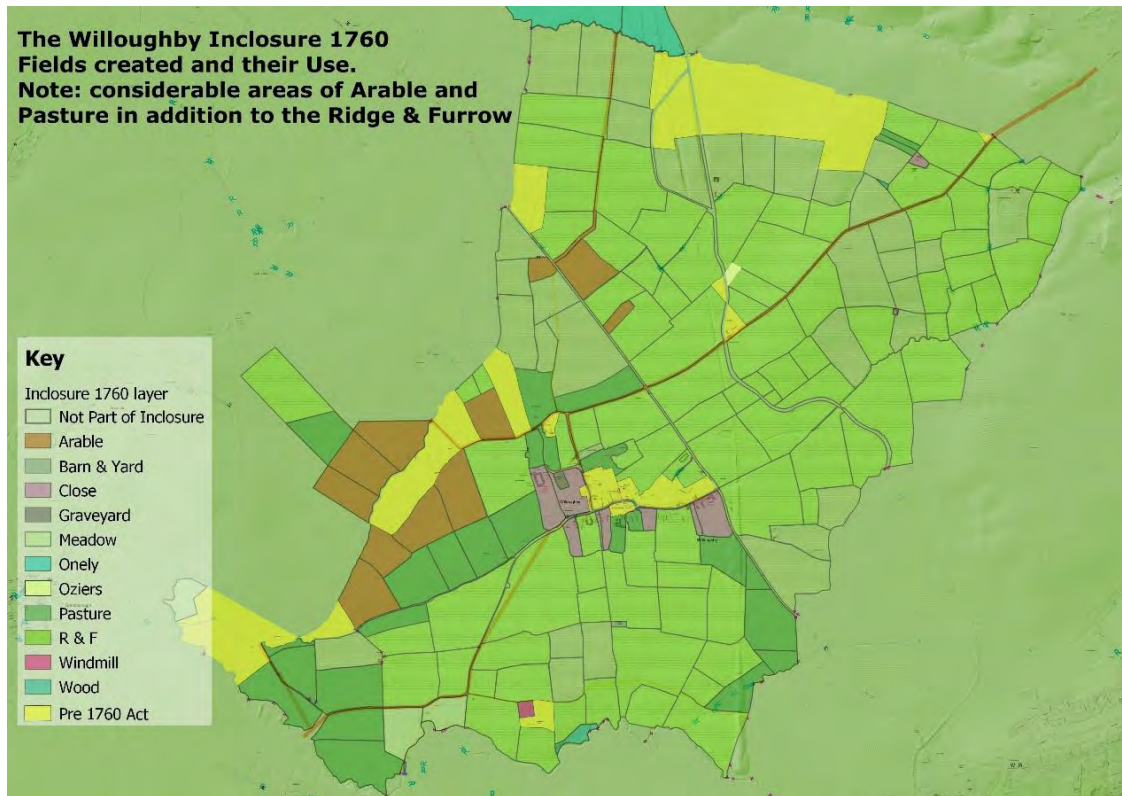 The Willoughby Inclosure 1760
Fields created and their Use.
Note: considerable areas of Arable and
Pasture in addition to the Ridge & Furrow
Key
Inclosure 1760 layer
Not Part of Inclosure
Arable
Barn & Yard
Close
Graveyard
Meadow
Onely
Oziers
Pasture
R & F
Windmill
Wood
Pre 1760 Act